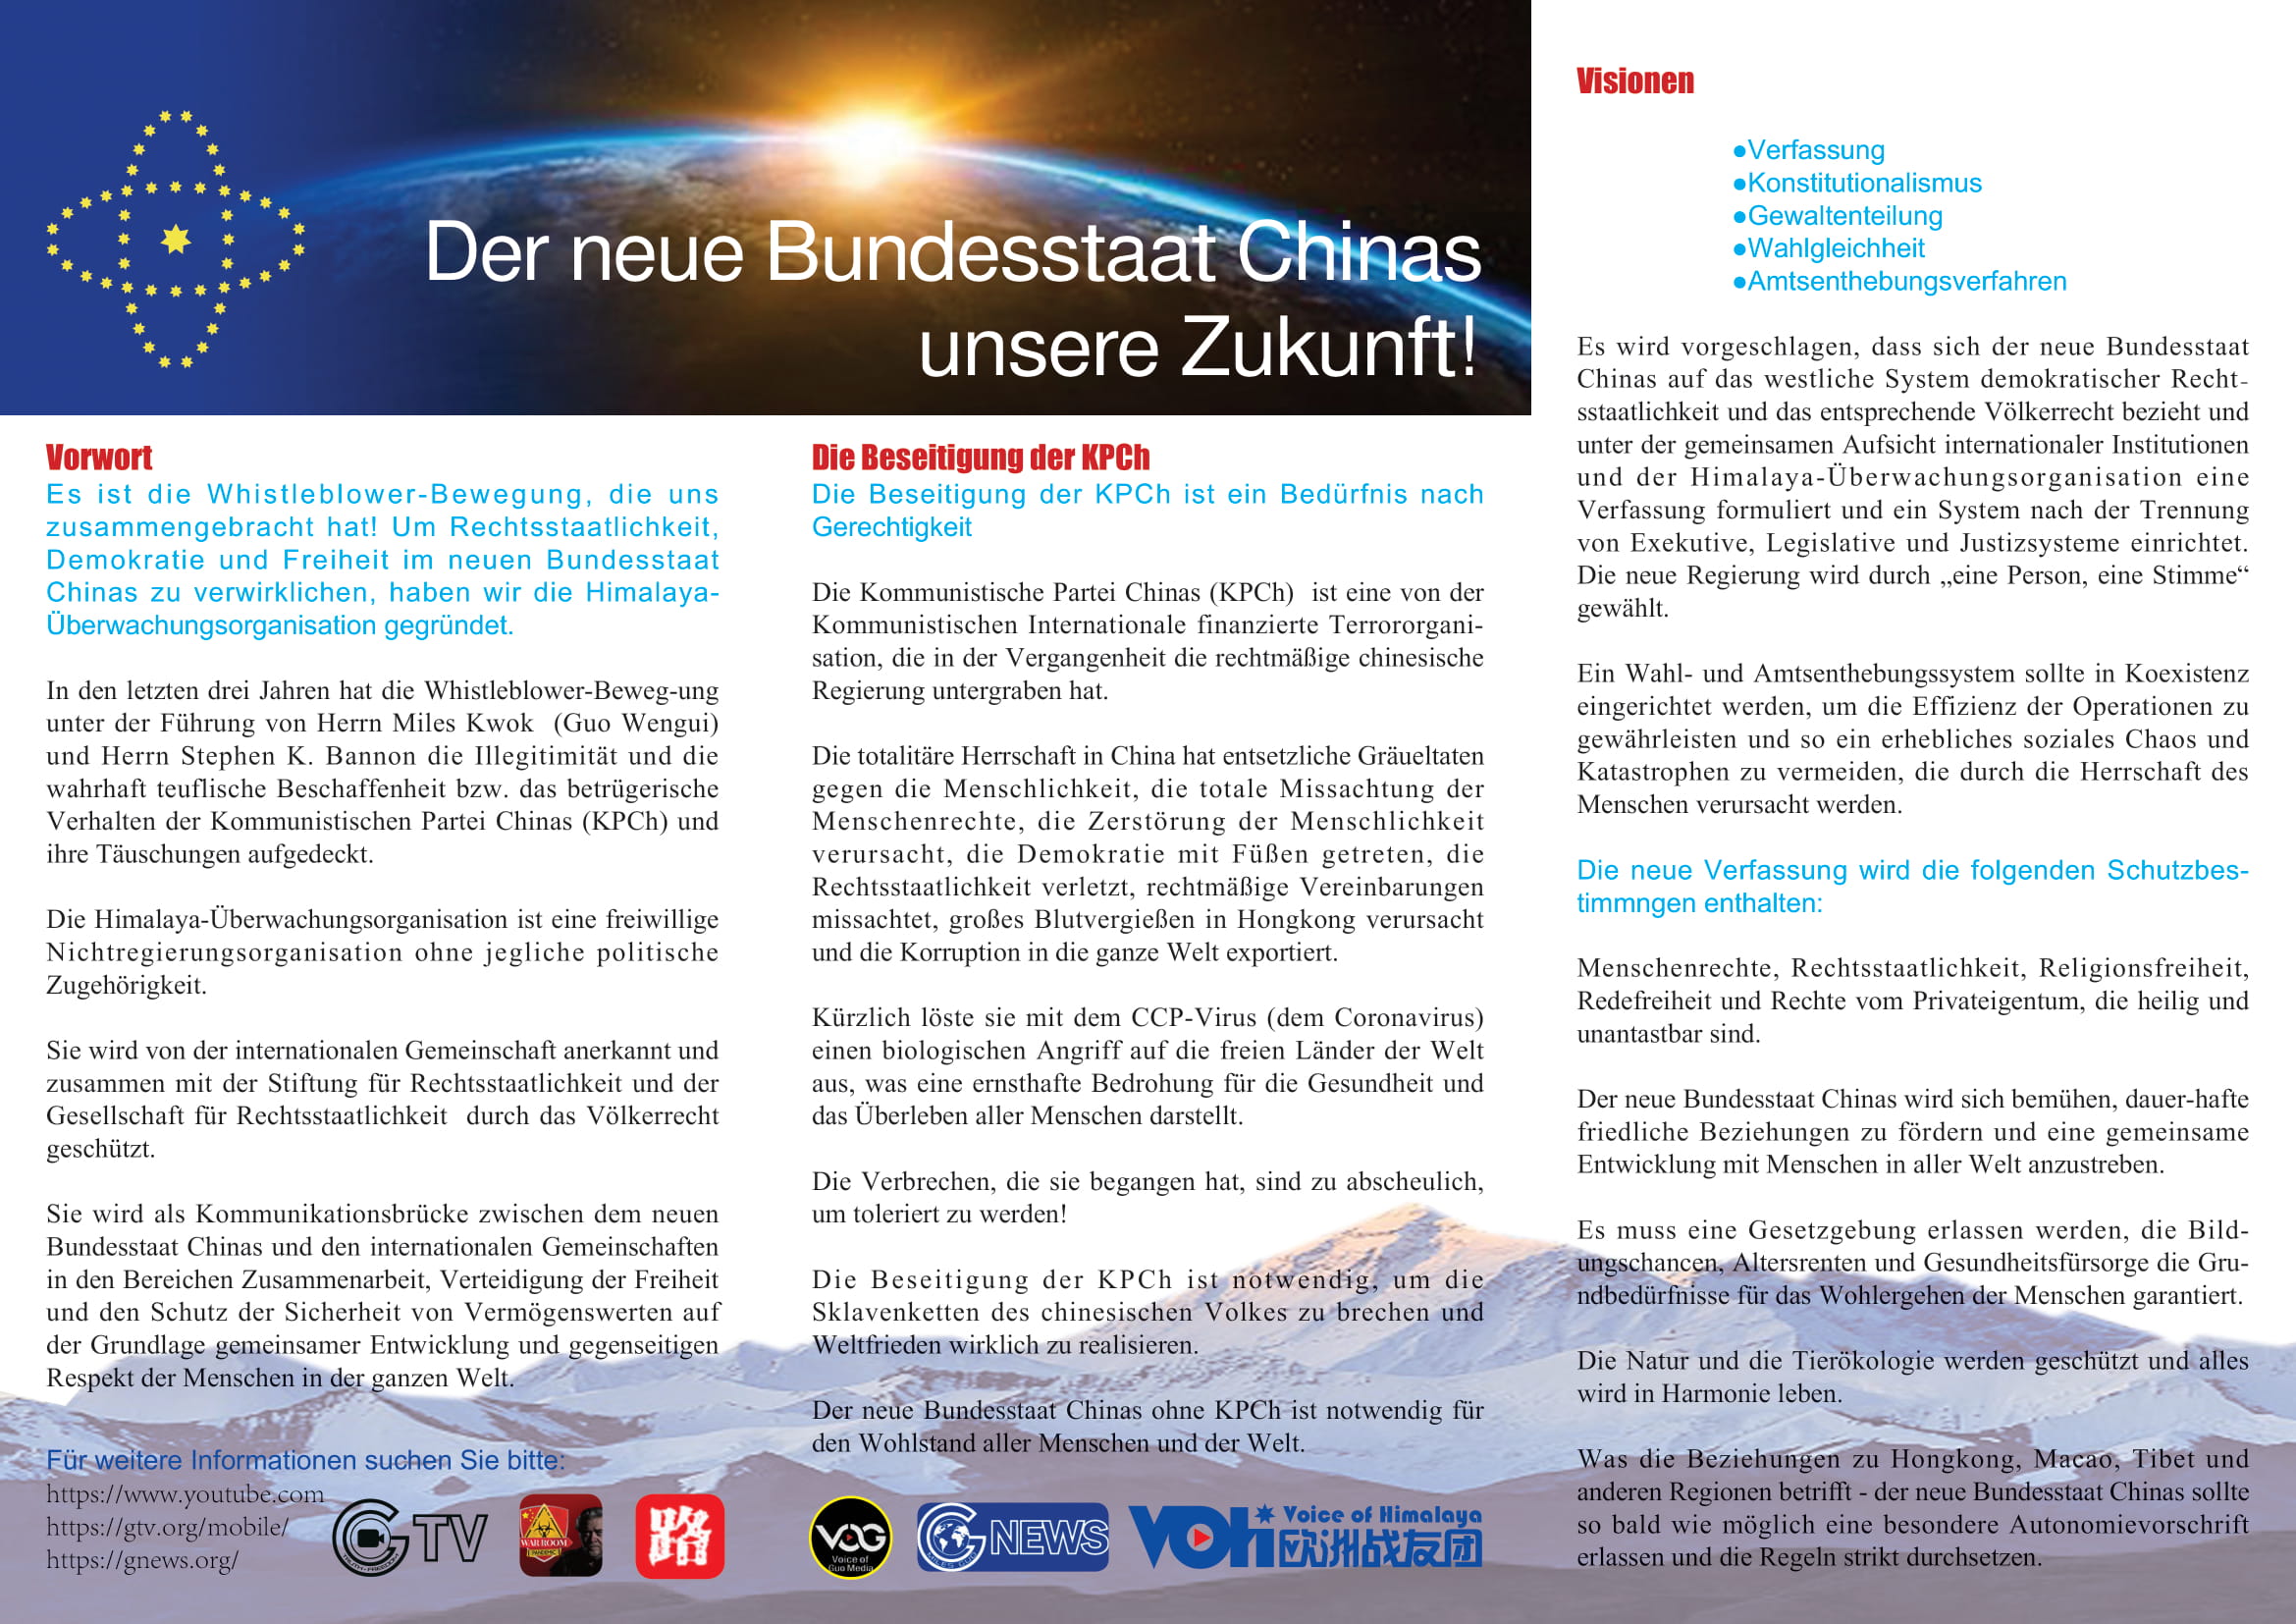 Der neue Bundesstaat Chinas
unsere Zukunft!
Vorwort
Es ist die Whistleblower-Bewegung, die uns
zusammengebracht hat! Um Rechtsstaatlichkeit,
Demokratie und Freiheit im neuen Bundesstaat
Chinas zu verwirklichen, haben wir die Himalaya-
Überwachungsorganisation gegründet.
In den letzten drei Jahren hat die Whistleblower-Beweg-ung
unter der Führung von Herrn Miles Kwok (Guo Wengui)
und Herrn Stephen K. Bannon die Illegitimität und die
wahrhaft teuflische Beschaffenheit bzw. das betrügerische
Verhalten der Kommunistischen Partei Chinas (KPCh) und
ihre Täuschungen aufgedeckt.
Die Himalaya-Überwachungsorganisation ist eine freiwillige
Nichtregierungsorganisation ohne jegliche politische
Zugehörigkeit.
Sie wird von der internationalen Gemeinschaft anerkannt und
zusammen mit der Stiftung für Rechtsstaatlichkeit und der
Gesellschaft für Rechtsstaatlichkeit durch das Völkerrecht
geschützt.
Sie wird als Kommunikationsbrücke zwischen dem neuen
Bundesstaat Chinas und den internationalen Gemeinschaften
in den Bereichen Zusammenarbeit, Verteidigung der Freiheit
und den Schutz der Sicherheit von Vermögenswerten auf
der Grundlage gemeinsamer Entwicklung und gegenseitigen
Respekt der Menschen in der ganzen Welt.
Für weitere Informationen suchen Sie bitte:
https://www.youtube.com
https://gtv.org/mobile/
https://gnews.org/
GTV
WAR ROOM
PANDEMIC
路
Die Beseitigung der KPCh
Die Beseitigung der KPCh ist ein Bedürfnis nach
Gerechtigkeit
Die Kommunistische Partei Chinas (KPCh) ist eine von der
Kommunistischen Internationale finanzierte Terrororgani-
sation, die in der Vergangenheit die rechtmäßige chinesische
Regierung untergraben hat.
Die totalitäre Herrschaft in China hat entsetzliche Gräueltaten
gegen die Menschlichkeit, die totale Missachtung der
Menschenrechte, die Zerstörung der Menschlichkeit
verursacht, die Demokratie mit Füßen getreten, die
Rechtsstaatlichkeit verletzt, rechtmäßige Vereinbarungen
missachtet, großes Blutvergießen in Hongkong verursacht
und die Korruption in die ganze Welt exportiert.
Kürzlich löste sie mit dem CCP-Virus (dem Coronavirus)
einen biologischen Angriff auf die freien Länder der Welt
aus, was eine ernsthafte Bedrohung für die Gesundheit und
das Überleben aller Menschen darstellt.
Die Verbrechen, die sie begangen hat, sind zu abscheulich,
um toleriert zu werden!
Die Beseitigung der KPCh ist notwendig, um die
Sklavenketten des chinesischen Volkes zu brechen und
Weltfrieden wirklich zu realisieren.
Der neue Bundesstaat Chinas ohne KPCh ist notwendig für
den Wohlstand aller Menschen und der Welt.
VOG
Voice of
Guo Media
GNEWS
VOH Voice of Himalaya
欧洲战友团
Visionen
●Verfassung
●Konstitutionalismus
●Gewaltenteilung
●Wahlgleichheit
●Amtsenthebungsverfahren
Es wird vorgeschlagen, dass sich der neue Bundesstaat
Chinas auf das westliche System demokratischer Recht-
sstaatlichkeit und das entsprechende Völkerrecht bezieht und
unter der gemeinsamen Aufsicht internationaler Institutionen
und der Himalaya-Überwachungsorganisation eine
Verfassung formuliert und ein System nach der Trennung
von Exekutive, Legislative und Justizsysteme einrichtet.
Die neue Regierung wird durch „eine Person, eine Stimme“
gewählt.
Ein Wahl- und Amtsenthebungssystem sollte in Koexistenz
eingerichtet werden, um die Effizienz der Operationen zu
gewährleisten und so ein erhebliches soziales Chaos und
Katastrophen zu vermeiden, die durch die Herrschaft des
Menschen verursacht werden.
Die neue Verfassung wird die folgenden Schutzbes-
timmngen enthalten:
Menschenrechte, Rechtsstaatlichkeit, Religionsfreiheit,
Redefreiheit und Rechte vom Privateigentum, die heilig und
unantastbar sind.
Der neue Bundesstaat Chinas wird sich bemühen, dauer-hafte
friedliche Beziehungen zu fördern und eine gemeinsame
Entwicklung mit Menschen in aller Welt anzustreben.
Es muss eine Gesetzgebung erlassen werden, die Bild-
ungschancen, Altersrenten und Gesundheitsfürsorge die Gru-
ndbedürfnisse für das Wohlergehen der Menschen garantiert.
Die Natur und die Tierökologie werden geschützt und alles
wird in Harmonie leben.
Was die Beziehungen zu Hongkong, Macao, Tibet und
anderen Regionen betrifft - der neue Bundesstaat Chinas sollte
so bald wie möglich eine besondere Autonomievorschrift
erlassen und die Regeln strikt durchsetzen.